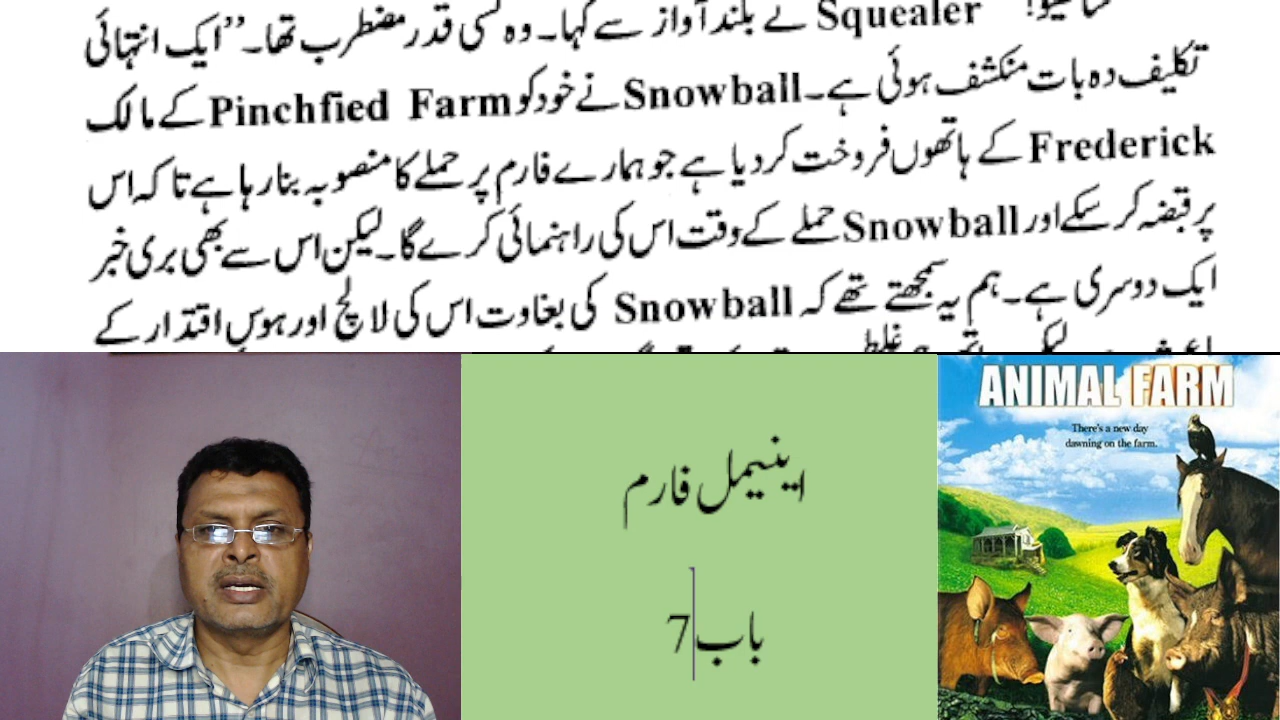 Squealer نے بلند آواز سے کہا۔ وہ کسی قدر مضطرب تھا۔ ”ایک انتہائی
تکلیف دہ بات منکشف ہوئی ہے۔ Snowball نے خود کو Pinchfied Farm کے مالک
Frederick کے ہاتھوں فروخت کر دیا ہے جو ہمارے فارم پر حملے کا منصوبہ بنا رہا ہے تا کہ اس
پر قبضہ کر سکے اور Snowball حملے کے وقت اس کی راہنمائی کرے گا۔ لیکن اس سے بھی بری خبر
ایک دوسری ہے۔ ہم یہ سمجھتے تھے کہ Snowball کی بغاوت اس کی لالچ اور ہوسِ اقتدار کے
اینیمل فارم
باب 7
ANIMAL FARM
There's a new day
dawning on the farm.